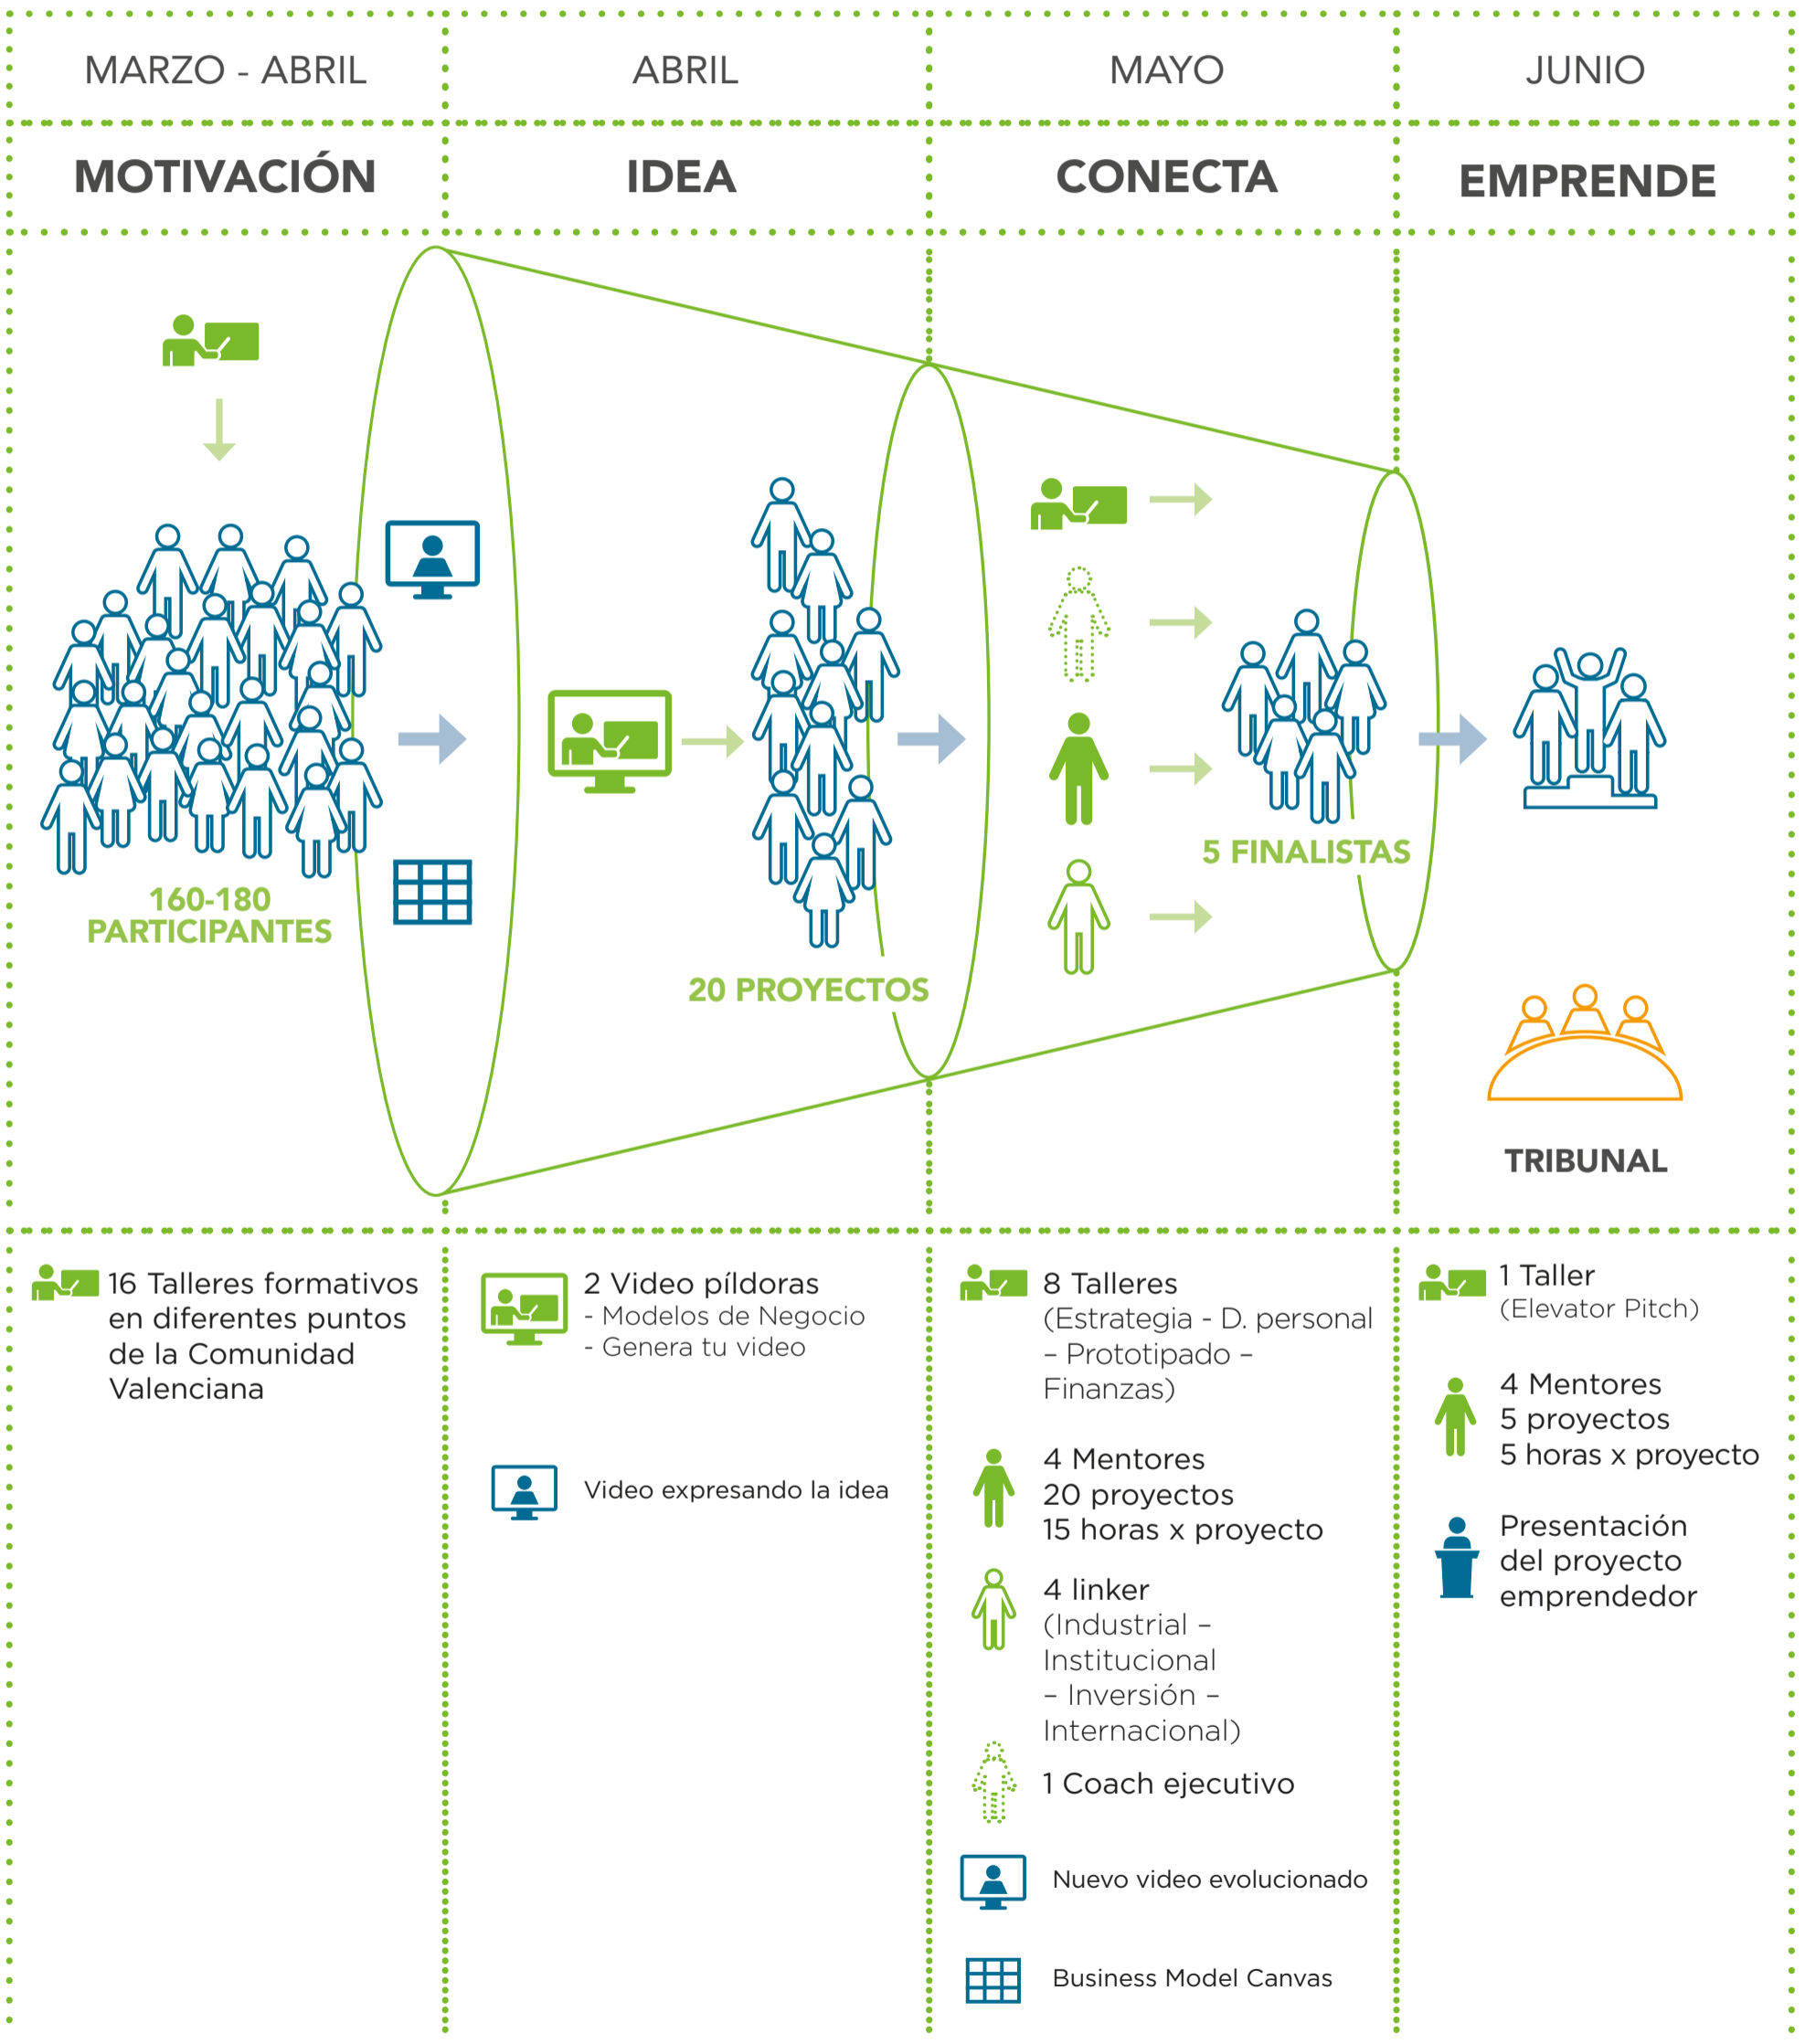 MARZO - ABRIL
ABRIL
MAYO
JUNIO
MOTIVACIÓN
IDEA
CONECTA
EMPRENDE
160-180
PARTICIPANTES
20 PROYECTOS
5 FINALISTAS
TRIBUNAL
16 Talleres formativos
en diferentes puntos
de la Comunidad
Valenciana
2 Video píldoras
- Modelos de Negocio
- Genera tu video
Video expresando la idea
8 Talleres
(Estrategia - D. personal
– Prototipado –
Finanzas)
4 Mentores
20 proyectos
15 horas x proyecto
4 linker
(Industrial –
Institucional
– Inversión –
Internacional)
1 Coach ejecutivo
Nuevo video evolucionado
Business Model Canvas
1 Taller
(Elevator Pitch)
4 Mentores
5 proyectos
5 horas x proyecto
Presentación
del proyecto
emprendedor